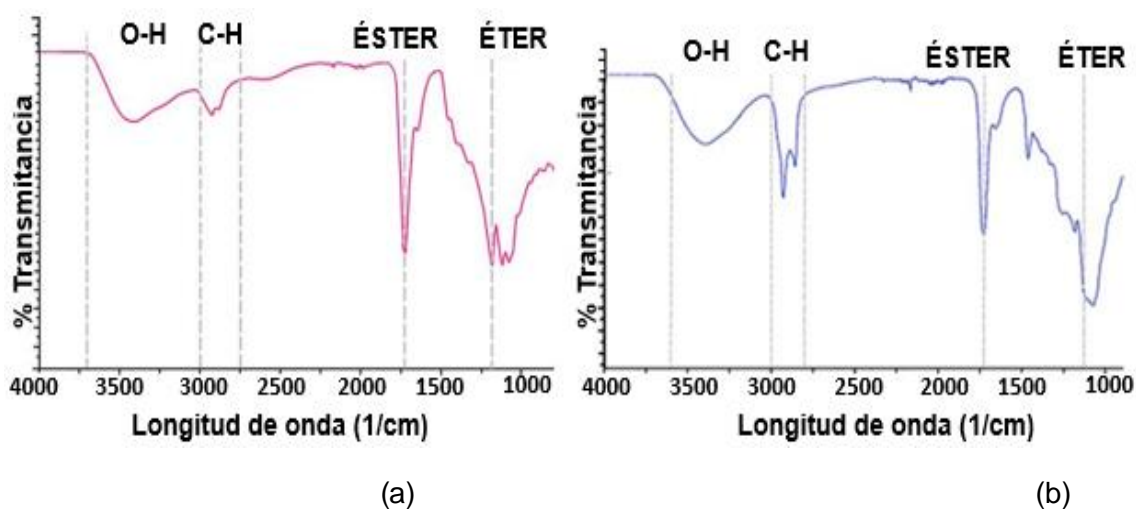 O-H C-H ÉSTER ÉTER
% Transmitancia
4000 3500 3000 2500 2000 1500 1000
Longitud de onda (1/cm)
(a)
O-H C-H ÉSTER ÉTER
% Transmitancia
4000 3500 3000 2500 2000 1500 1000
Longitud de onda (1/cm)
(b)